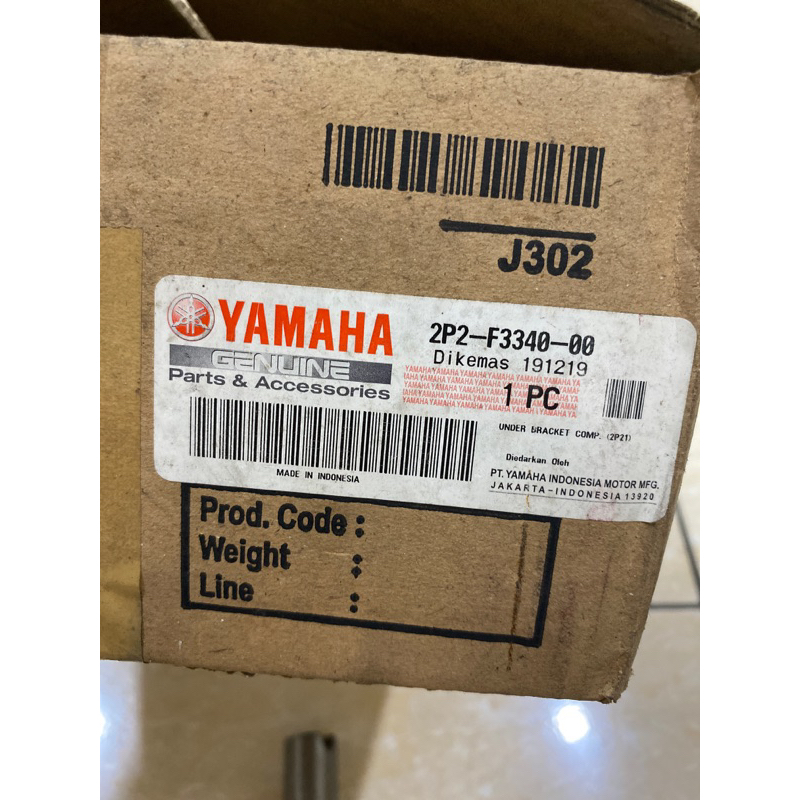 J302
YAMAHA
GENUINE
Parts & Accessories
2P2-F3340-00
Dikemas 191219
1 PC
UNDER BRACKET COMP. (2P21)
MADE IN INDONESIA
Diedarkan Oleh
PT. YAMAHA INDONESIA MOTOR MFG.
JAKARTA-INDONESIA 13920
Prod. Code :
Weight :
Line :